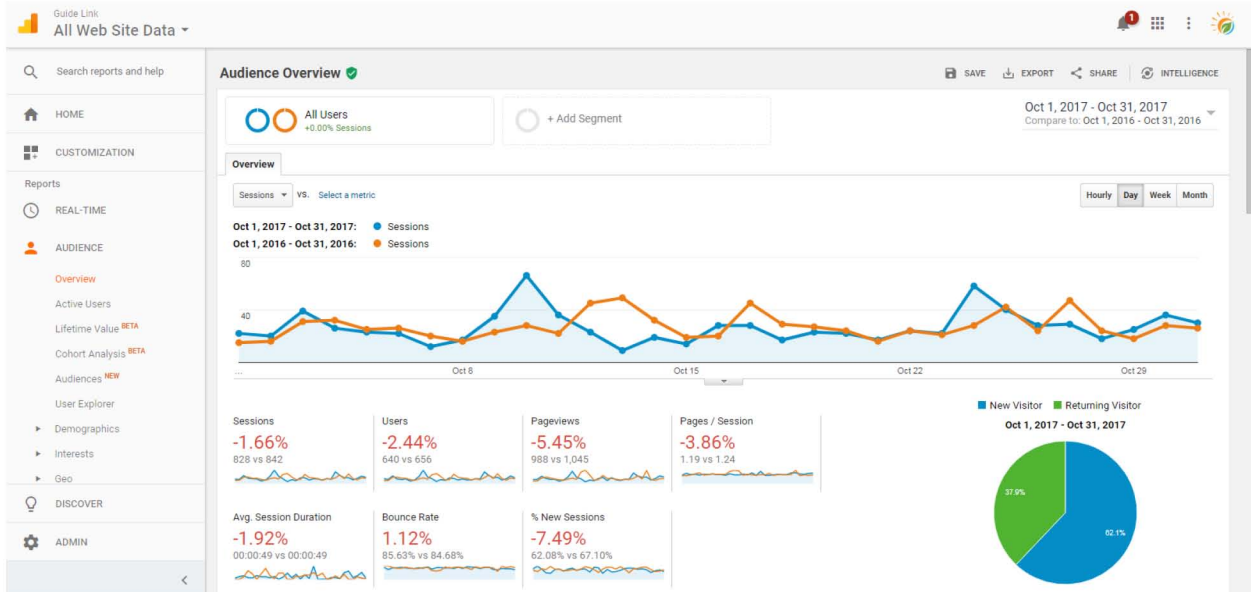 Guide Link
All Web Site Data
1
Search reports and help
HOME
CUSTOMIZATION
Reports
REAL-TIME
AUDIENCE
Overview
Active Users
Lifetime Value BETA
Cohort Analysis BETA
Audiences NEW
User Explorer
Demographics
Interests
Geo
DISCOVER
ADMIN
Audience Overview
SAVE EXPORT SHARE INTELLIGENCE
All Users
+0.00% Sessions
+ Add Segment
Oct 1, 2017 - Oct 31, 2017
Compare to: Oct 1, 2016 - Oct 31, 2016
Overview
Sessions VS. Select a metric
Hourly Day Week Month
Oct 1, 2017 - Oct 31, 2017: Sessions
Oct 1, 2016 - Oct 31, 2016: Sessions
80
40
... Oct 8 Oct 15 Oct 22 Oct 29
Sessions
-1.66%
828 vs 842
Users
-2.44%
640 vs 656
Pageviews
-5.45%
988 vs 1,045
Pages / Session
-3.86%
1.19 vs 1.24
Avg. Session Duration
-1.92%
00:00:49 vs 00:00:49
Bounce Rate
1.12%
85.63% vs 84.68%
% New Sessions
-7.49%
62.08% vs 67.10%
New Visitor Returning Visitor
Oct 1, 2017 - Oct 31, 2017
37.9%
62.1%